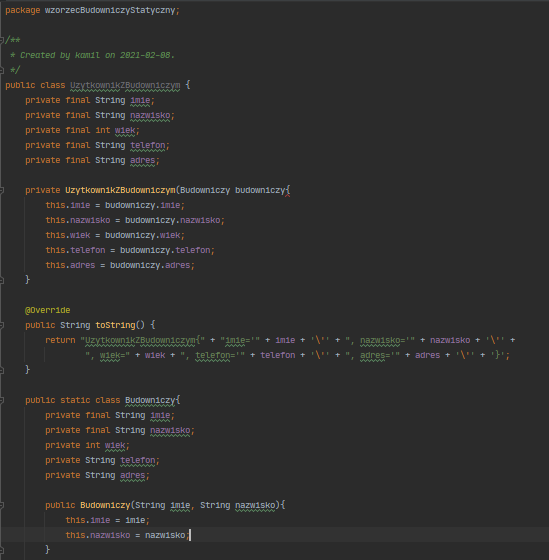 package wzorzecBudowniczyStatyczny;
/**
 * Created by kamil on 2021-02-08.
 */
public class UzytkownikZBudowniczym {
    private final String imie;
    private final String nazwisko;
    private final int wiek;
    private final String telefon;
    private final String adres;
    private UzytkownikZBudowniczym(Budowniczy budowniczy{
        this.imie = budowniczy.imie;
        this.nazwisko = budowniczy.nazwisko;
        this.wiek = budowniczy.wiek;
        this.telefon = budowniczy.telefon;
        this.adres = budowniczy.adres;
    }
    @Override
    public String toString() {
        return "UzytkownikZBudowniczym{" + "imie='" + imie + '\'' + ", nazwisko='" + nazwisko + '\'' +
                ", wiek=" + wiek + ", telefon='" + telefon + '\'' + ", adres='" + adres + '\'' + '}';
    }
    public static class Budowniczy{
        private final String imie;
        private final String nazwisko;
        private int wiek;
        private String telefon;
        private String adres;
        public Budowniczy(String imie, String nazwisko){
            this.imie = imie;
            this.nazwisko = nazwisko;
        }